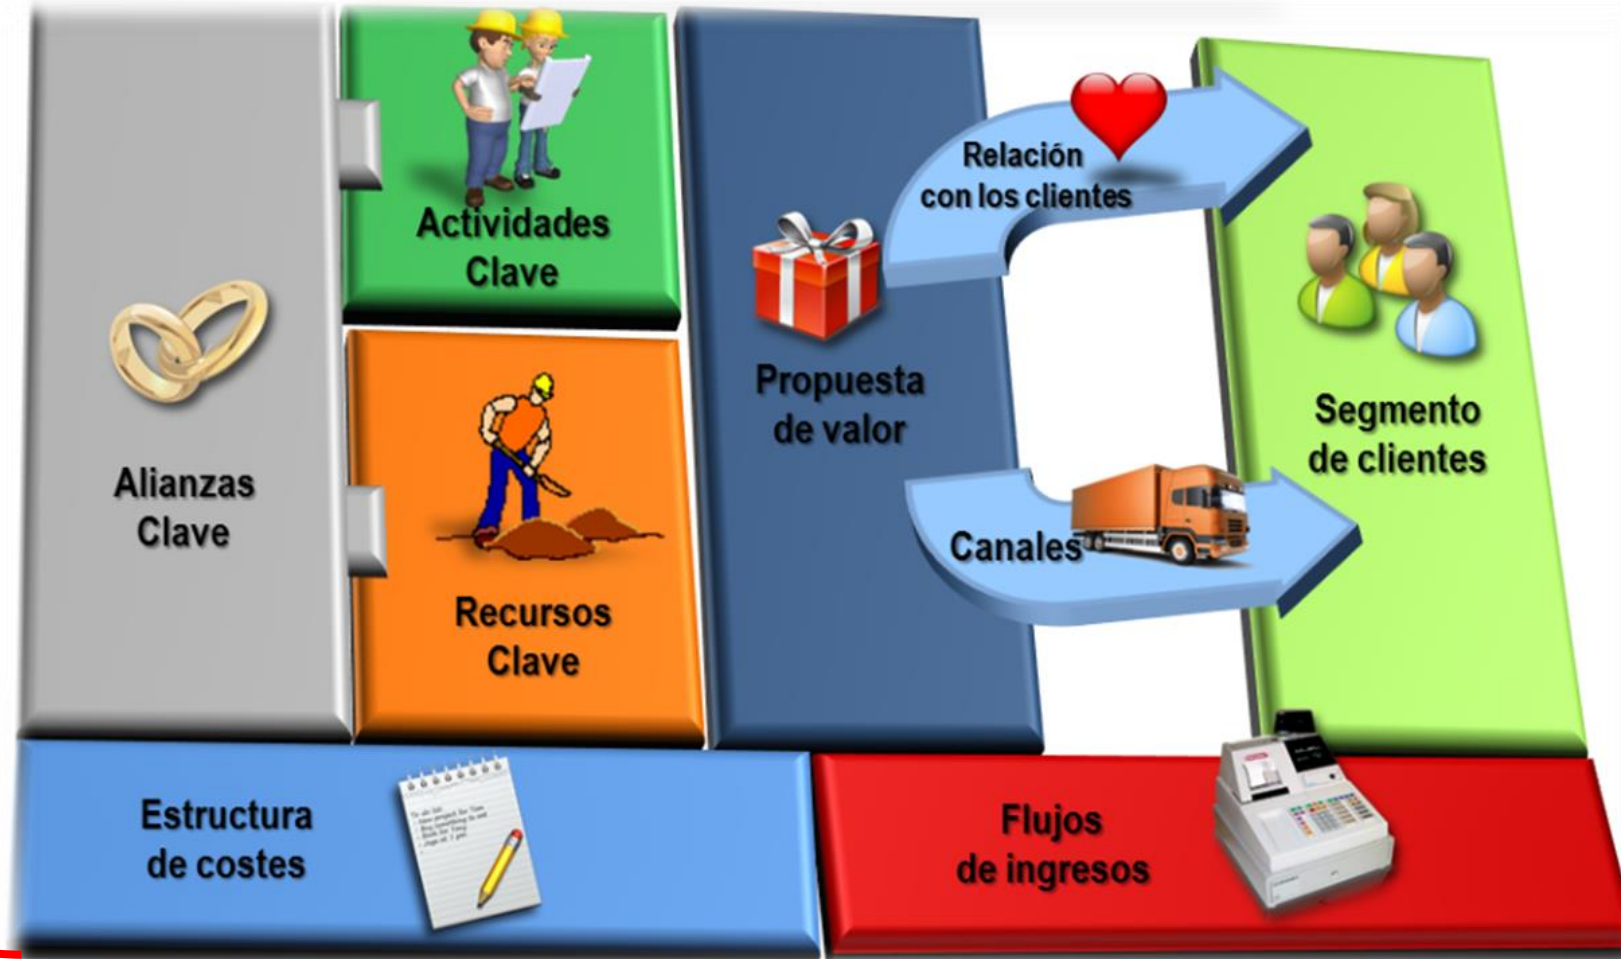 Actividades
Clave
Alianzas
Clave
Recursos
Clave
Propuesta
de valor
Relación
con los clientes
Canales
Segmento
de clientes
Estructura
de costes
Flujos
de ingresos